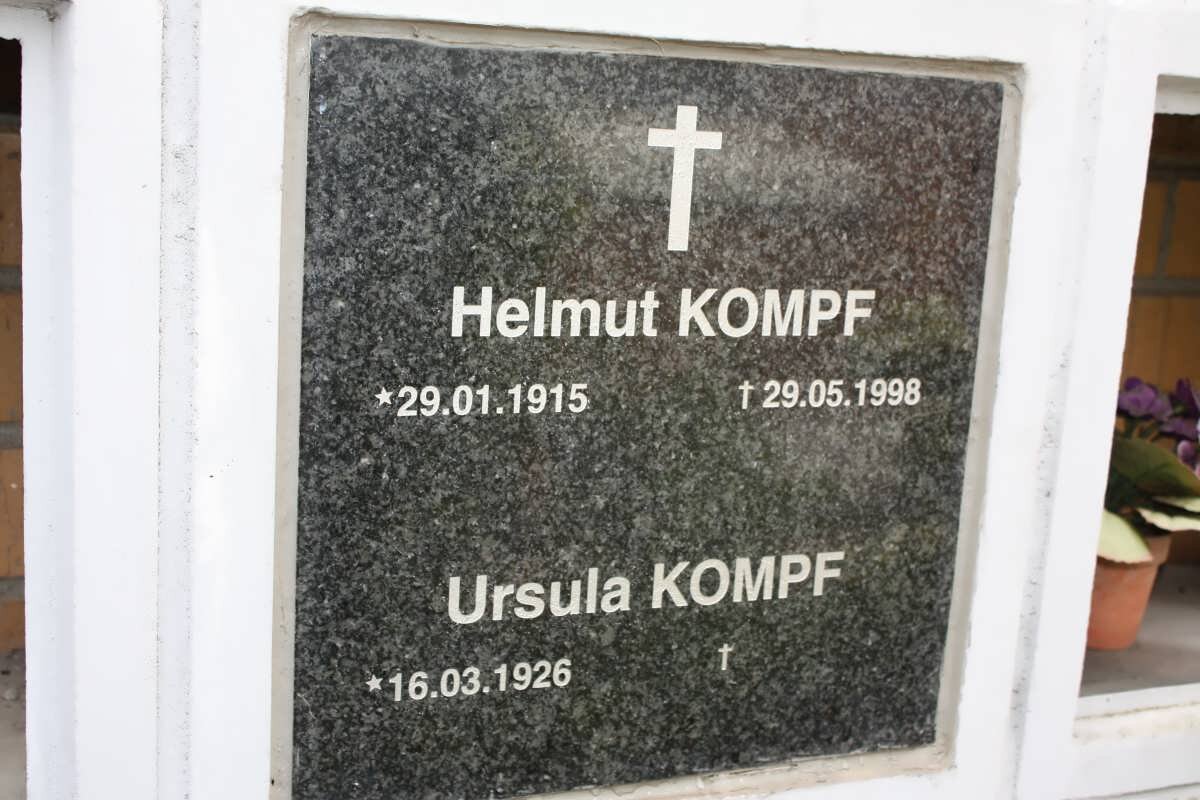 Helmut KOMPF
★29.01.1915 †29.05.1998
Ursula KOMPF
★16.03.1926 †